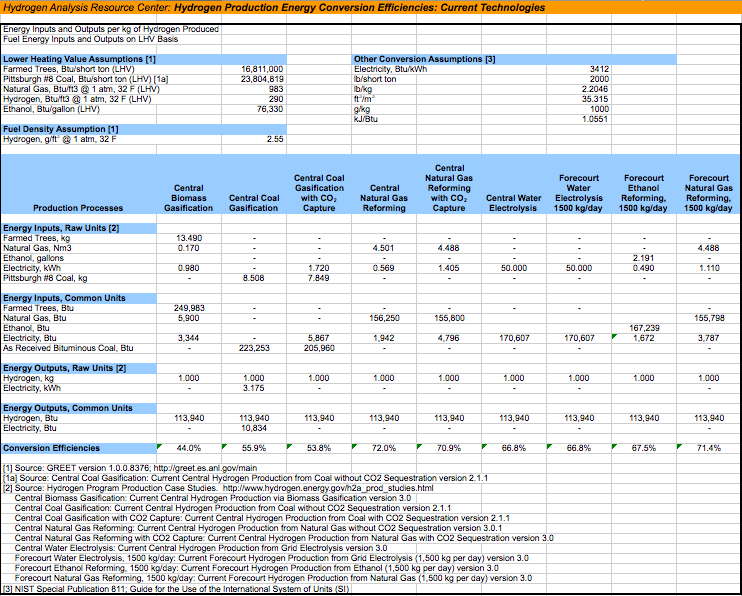 Hydrogen Analysis Resource Center: Hydrogen Production Energy Conversion Efficiencies: Current Technologies
Energy Inputs and Outputs per kg of Hydrogen Produced
Fuel Energy Inputs and Outputs on LHV Basis
Lower Heating Value Assumptions [1] Other Conversion Assumptions [3]
Farmed Trees, Btu/short ton (LHV) 16,811,000 Electricity, Btu/kWh 3412
Pittsburgh #8 Coal, Btu/short ton (LHV) [1a] 23,804,819 lb/short ton 2000
Natural Gas, Btu/ft3 @ 1 atm, 32 F (LHV) 983 lb/kg 2.2046
Hydrogen, Btu/ft3 @ 1 atm, 32 F (LHV) 290 ft³/m³ 35.315
Ethanol, Btu/gallon (LHV) 76,330 g/kg 1000
kJ/Btu 1.0551
Fuel Density Assumption [1]
Hydrogen, g/ft³ @ 1 atm, 32 F 2.55
Production Processes Central Biomass Gasification Central Coal Gasification Central Coal Gasification with CO₂ Capture Central Natural Gas Reforming Central Natural Gas Reforming with CO₂ Capture Central Water Electrolysis Forecourt Water Electrolysis 1500 kg/day Forecourt Ethanol Reforming, 1500 kg/day Forecourt Natural Gas Reforming, 1500 kg/day
Energy Inputs, Raw Units [2]
Farmed Trees, kg 13.490 - - - - - - - -
Natural Gas, Nm3 0.170 - - 4.501 4.488 - - - 4.488
Ethanol, gallons 2.191
Electricity, kWh 0.980 - 1.720 0.569 1.405 50.000 50.000 0.490 1.110
Pittsburgh #8 Coal, kg - 8.508 7.849 - - - - - -
Energy Inputs, Common Units
Farmed Trees, Btu 249,983 - - - - - - -
Natural Gas, Btu 5,900 - - 156,250 155,800 155,798
Ethanol, Btu 167,239
Electricity, Btu 3,344 5,867 1,942 4,796 170,607 170,607 1,672 3,787
As Received Bituminous Coal, Btu - 223,253 205,960 - - - - - -
Energy Outputs, Raw Units [2]
Hydrogen, kg 1.000 1.000 1.000 1.000 1.000 1.000 1.000 1.000 1.000
Electricity, kWh 3.175
Energy Outputs, Common Units
Hydrogen, Btu 113,940 113,940 113,940 113,940 113,940 113,940 113,940 113,940 113,940
Electricity, Btu - 10,834 - - - - - - -
Conversion Efficiencies 44.0% 55.9% 53.8% 72.0% 70.9% 66.8% 66.8% 67.5% 71.4%
[1] Source: GREET version 1.0.0.8376; http://greet.es.anl.gov/main
[1a] Source: Central Coal Gasification: Current Central Hydrogen Production from Coal without CO2 Sequestration version 2.1.1
[2] Source: Hydrogen Program Production Case Studies. http://www.hydrogen.energy.gov/h2a_prod_studies.html
Central Biomass Gasification: Current Central Hydrogen Production via Biomass Gasification version 3.0
Central Coal Gasification: Current Central Hydrogen Production from Coal without CO2 Sequestration version 2.1.1
Central Coal Gasification with CO2 Capture: Current Central Hydrogen Production from Coal with CO2 Sequestration version 2.1.1
Central Natural Gas Reforming: Current Central Hydrogen Production from Natural Gas without CO2 Sequestration version 3.0.1
Central Natural Gas Reforming with CO2 Capture: Current Central Hydrogen Production from Natural Gas with CO2 Sequestration version 3.0
Central Water Electrolysis: Current Central Hydrogen Production from Grid Electrolysis version 3.0
Forecourt Water Electrolysis, 1500 kg/day: Current Forecourt Hydrogen Production from Grid Electrolysis (1,500 kg per day) version 3.0
Forecourt Ethanol Reforming, 1500 kg/day: Current Forecourt Hydrogen Production from Ethanol (1,500 kg per day) version 3.0
Forecourt Natural Gas Reforming, 1500 kg/day: Current Forecourt Hydrogen Production from Natural Gas (1,500 kg per day) version 3.0
[3] NIST Special Publication 811; Guide for the Use of the International System of Units (SI)